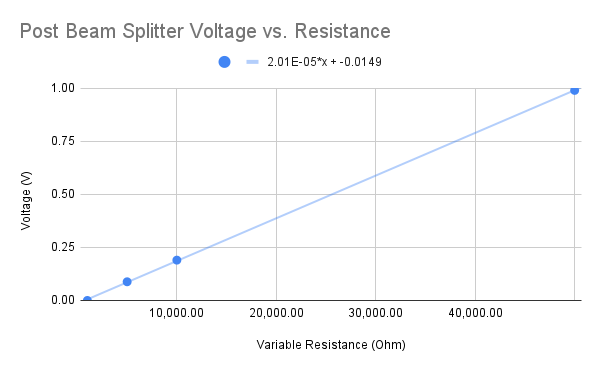 Post Beam Splitter Voltage vs. Resistance
2.01E-05*x + -0.0149
1.00
0.75
0.50
0.25
0.00
Voltage (V)
10,000.00 20,000.00 30,000.00 40,000.00
Variable Resistance (Ohm)